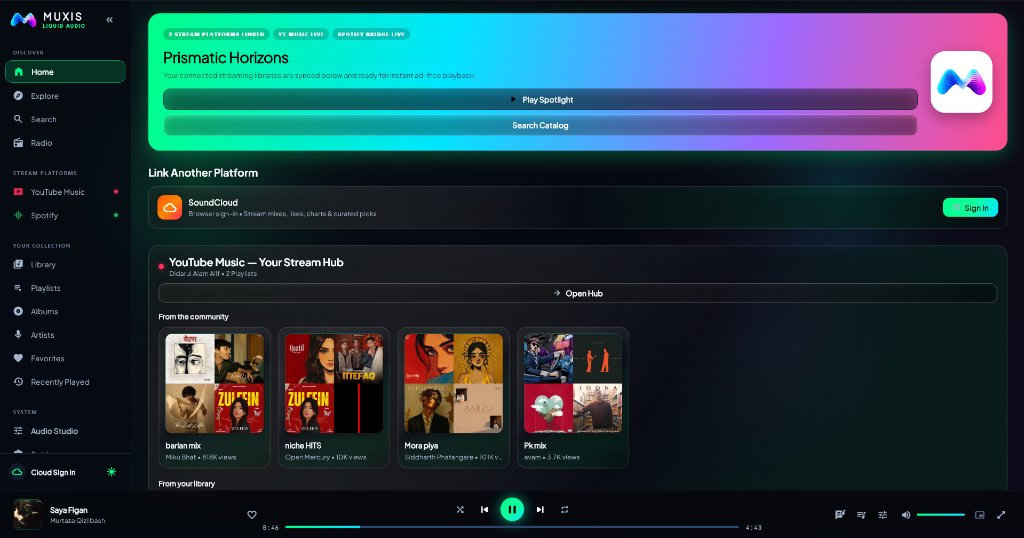 MUXIS
LIQUID AUDIO
DISCOVER
Home
Explore
Search
Radio
STREAM PLATFORMS
YouTube Music
Spotify
YOUR COLLECTION
Library
Playlists
Albums
Artists
Favorites
Recently Played
SYSTEM
Audio Studio
Cloud Sign In
2 STREAM PLATFORMS LINKED
YT MUSIC LIVE
SPOTIFY BRIDGE LIVE
Prismatic Horizons
Your connected streaming libraries are synced below and ready for instant ad-free playback.
Play Spotlight
Search Catalog
Link Another Platform
SoundCloud
Browser sign-in • Stream mixes, likes, charts & curated picks
Sign In
YouTube Music — Your Stream Hub
Didarul Alam Alif • 2 Playlists
Open Hub
From the community
ZULFEIN
ITTEFAQ
ZULFEIN
ZULFEIN
AARZU
JODNA
barian mix
Miku Bhat • 818K views
niche HITS
Open Mercury • 10K views
Mora piya
Siddharth Phatangare • 101K v...
Pk mix
avam • 3.7K views
From your library
Saya Figan
Murtaza Qizilbash
0:46
4:43